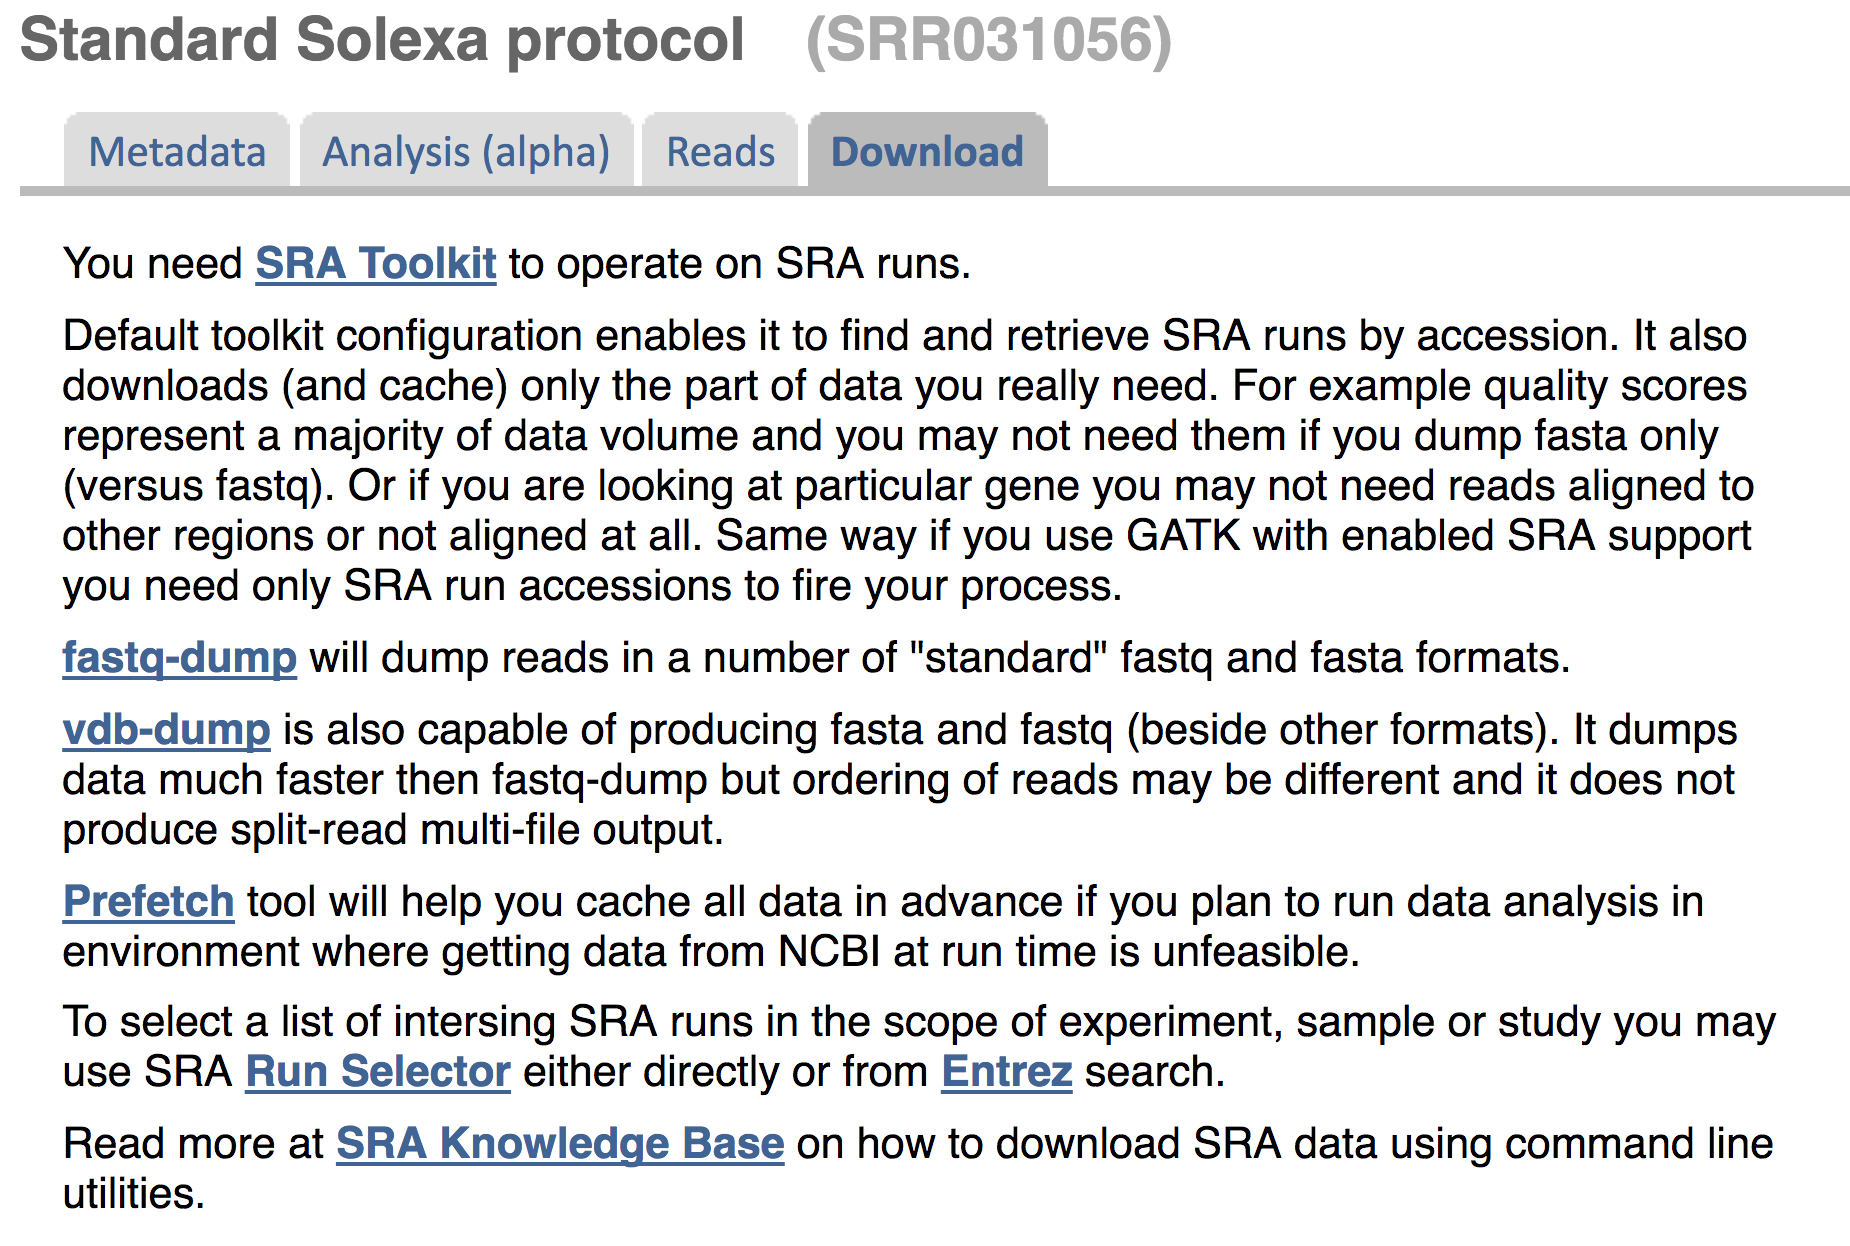 Standard Solexa protocol (SRR031056)
Metadata Analysis (alpha) Reads Download
You need SRA Toolkit to operate on SRA runs.
Default toolkit configuration enables it to find and retrieve SRA runs by accession. It also
downloads (and cache) only the part of data you really need. For example quality scores
represent a majority of data volume and you may not need them if you dump fasta only
(versus fastq). Or if you are looking at particular gene you may not need reads aligned to
other regions or not aligned at all. Same way if you use GATK with enabled SRA support
you need only SRA run accessions to fire your process.
fastq-dump will dump reads in a number of "standard" fastq and fasta formats.
vdb-dump is also capable of producing fasta and fastq (beside other formats). It dumps
data much faster then fastq-dump but ordering of reads may be different and it does not
produce split-read multi-file output.
Prefetch tool will help you cache all data in advance if you plan to run data analysis in
environment where getting data from NCBI at run time is unfeasible.
To select a list of intersing SRA runs in the scope of experiment, sample or study you may
use SRA Run Selector either directly or from Entrez search.
Read more at SRA Knowledge Base on how to download SRA data using command line
utilities.